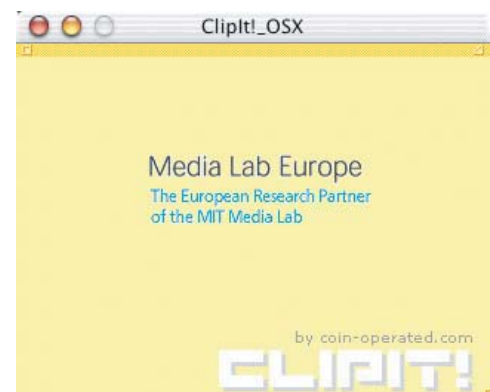 ClipIt!_OSX
Media Lab Europe
The European Research Partner
of the MIT Media Lab
by coin-operated.com
CLIPIT!